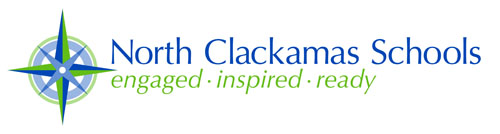 North Clackamas Schools
engaged · inspired · ready